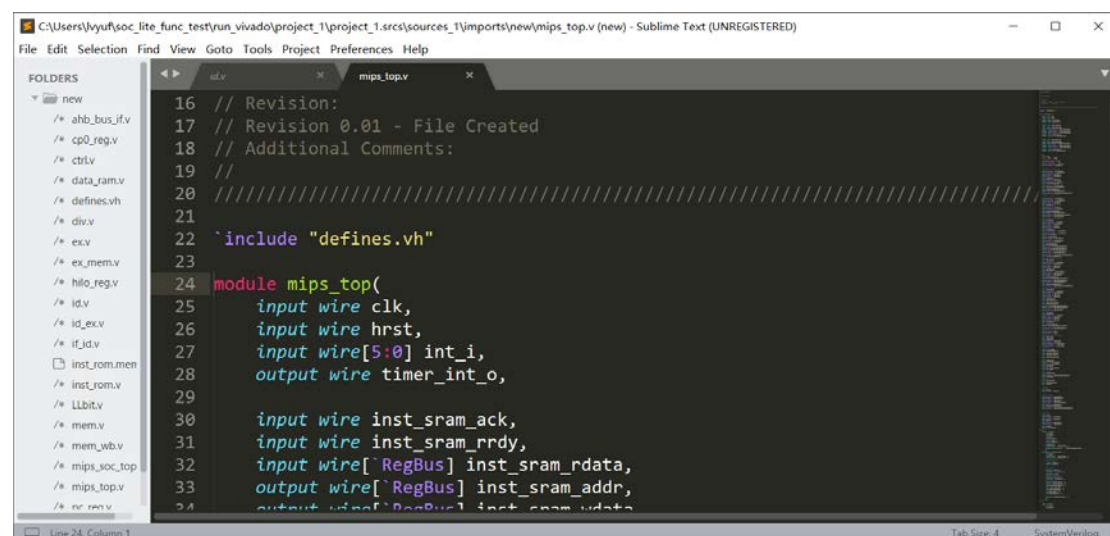 C:\Users\lvyuf\soc_lite_func_test\run_vivado\project_1\project_1.srcs\sources_1\imports\new\mips_top.v (new) - Sublime Text (UNREGISTERED)
File Edit Selection Find View Goto Tools Project Preferences Help
FOLDERS
new
/* ahb_bus_if.v
/* cp0_reg.v
/* ctrl.v
/* data_ram.v
/* defines.vh
/* div.v
/* ex.v
/* ex_mem.v
/* hilo_reg.v
/* id.v
/* id_ex.v
/* if_id.v
inst_rom.men
/* inst_rom.v
/* LLbit.v
/* mem.v
/* mem_wb.v
/* mips_soc_top
/* mips_top.v
/* pc_reg.v
id.v
mips_top.v
16 // Revision:
17 // Revision 0.01 - File Created
18 // Additional Comments:
19 //
20 ////////////////////////////////////////////////////////////////////////////////
21
22 `include "defines.vh"
23
24 module mips_top(
25 input wire clk,
26 input wire hrst,
27 input wire[5:0] int_i,
28 output wire timer_int_o,
29
30 input wire inst_sram_ack,
31 input wire inst_sram_rrdy,
32 input wire[`RegBus] inst_sram_rdata,
33 output wire[`RegBus] inst_sram_addr,
34 output wire[`RegBus] inst_sram_wdata
Line 24, Column 1
Tab Size: 4
SystemVerilog